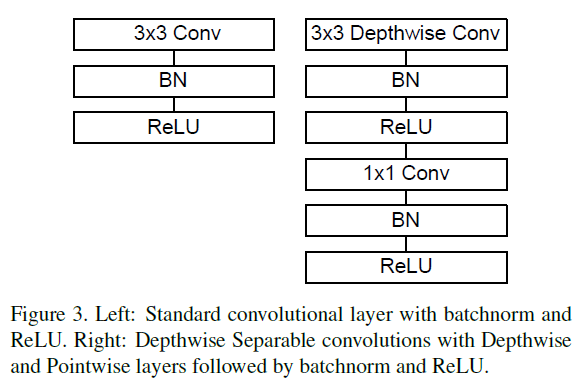 3x3 Conv
BN
ReLU
3x3 Depthwise Conv
BN
ReLU
1x1 Conv
BN
ReLU
Figure 3. Left: Standard convolutional layer with batchnorm and
ReLU. Right: Depthwise Separable convolutions with Depthwise
and Pointwise layers followed by batchnorm and ReLU.